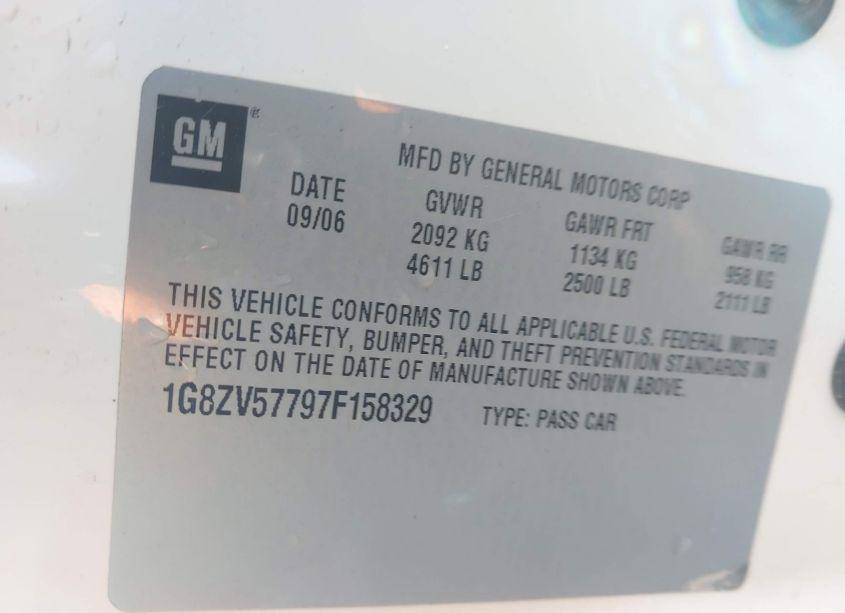 GM®
MFD BY GENERAL MOTORS CORP
DATE GVWR GAWR FRT GAWR RR
09/06 2092 KG 1134 KG 958 KG
4611 LB 2500 LB 2111 LB
THIS VEHICLE CONFORMS TO ALL APPLICABLE U.S. FEDERAL MOTOR
VEHICLE SAFETY, BUMPER, AND THEFT PREVENTION STANDARDS IN
EFFECT ON THE DATE OF MANUFACTURE SHOWN ABOVE.
1G8ZV57797F158329 TYPE: PASS CAR